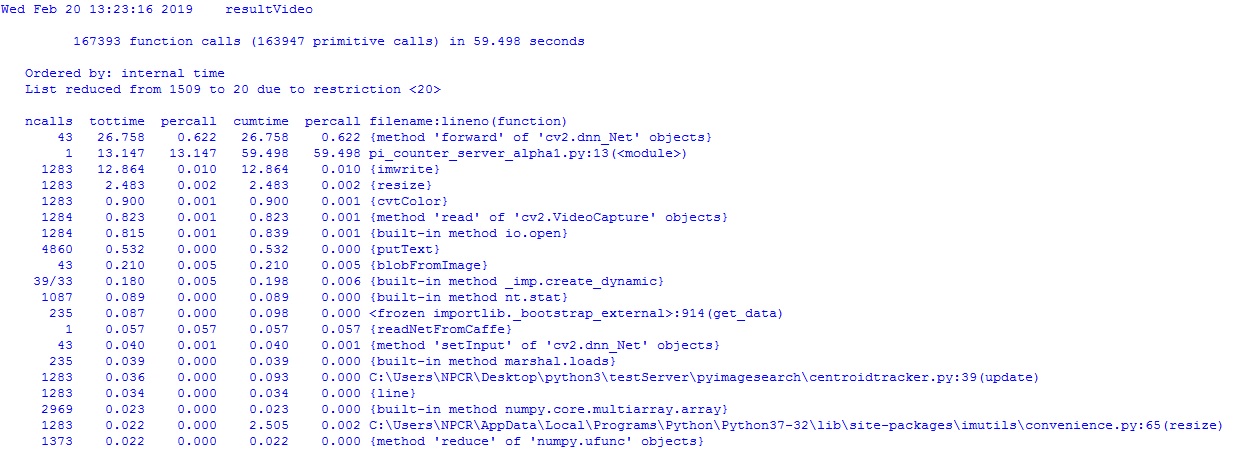 Wed Feb 20 13:23:16 2019    resultVideo
167393 function calls (163947 primitive calls) in 59.498 seconds
Ordered by: internal time
List reduced from 1509 to 20 due to restriction <20>
ncalls  tottime  percall  cumtime  percall filename:lineno(function)
43   26.758    0.622   26.758    0.622 {method 'forward' of 'cv2.dnn_Net' objects}
1   13.147   13.147   59.498   59.498 pi_counter_server_alpha1.py:13(<module>)
1283   12.864    0.010   12.864    0.010 {imwrite}
1283    2.483    0.002    2.483    0.002 {resize}
1283    0.900    0.001    0.900    0.001 {cvtColor}
1284    0.823    0.001    0.823    0.001 {method 'read' of 'cv2.VideoCapture' objects}
1284    0.815    0.001    0.839    0.001 {built-in method io.open}
4860    0.532    0.000    0.532    0.000 {putText}
43    0.210    0.005    0.210    0.005 {blobFromImage}
39/33    0.180    0.005    0.198    0.006 {built-in method _imp.create_dynamic}
1087    0.089    0.000    0.089    0.000 {built-in method nt.stat}
235    0.087    0.000    0.098    0.000 <frozen importlib._bootstrap_external>:914(get_data)
1    0.057    0.057    0.057    0.057 {readNetFromCaffe}
43    0.040    0.001    0.040    0.001 {method 'setInput' of 'cv2.dnn_Net' objects}
235    0.039    0.000    0.039    0.000 {built-in method marshal.loads}
1283    0.036    0.000    0.093    0.000 C:\Users\NPCR\Desktop\python3\testServer\pyimagesearch\centroidtracker.py:39(update)
1283    0.034    0.000    0.034    0.000 {line}
2969    0.023    0.000    0.023    0.000 {built-in method numpy.core.multiarray.array}
1283    0.022    0.000    2.505    0.002 C:\Users\NPCR\AppData\Local\Programs\Python\Python37-32\lib\site-packages\imutils\convenience.py:65(resize)
1373    0.022    0.000    0.022    0.000 {method 'reduce' of 'numpy.ufunc' objects}